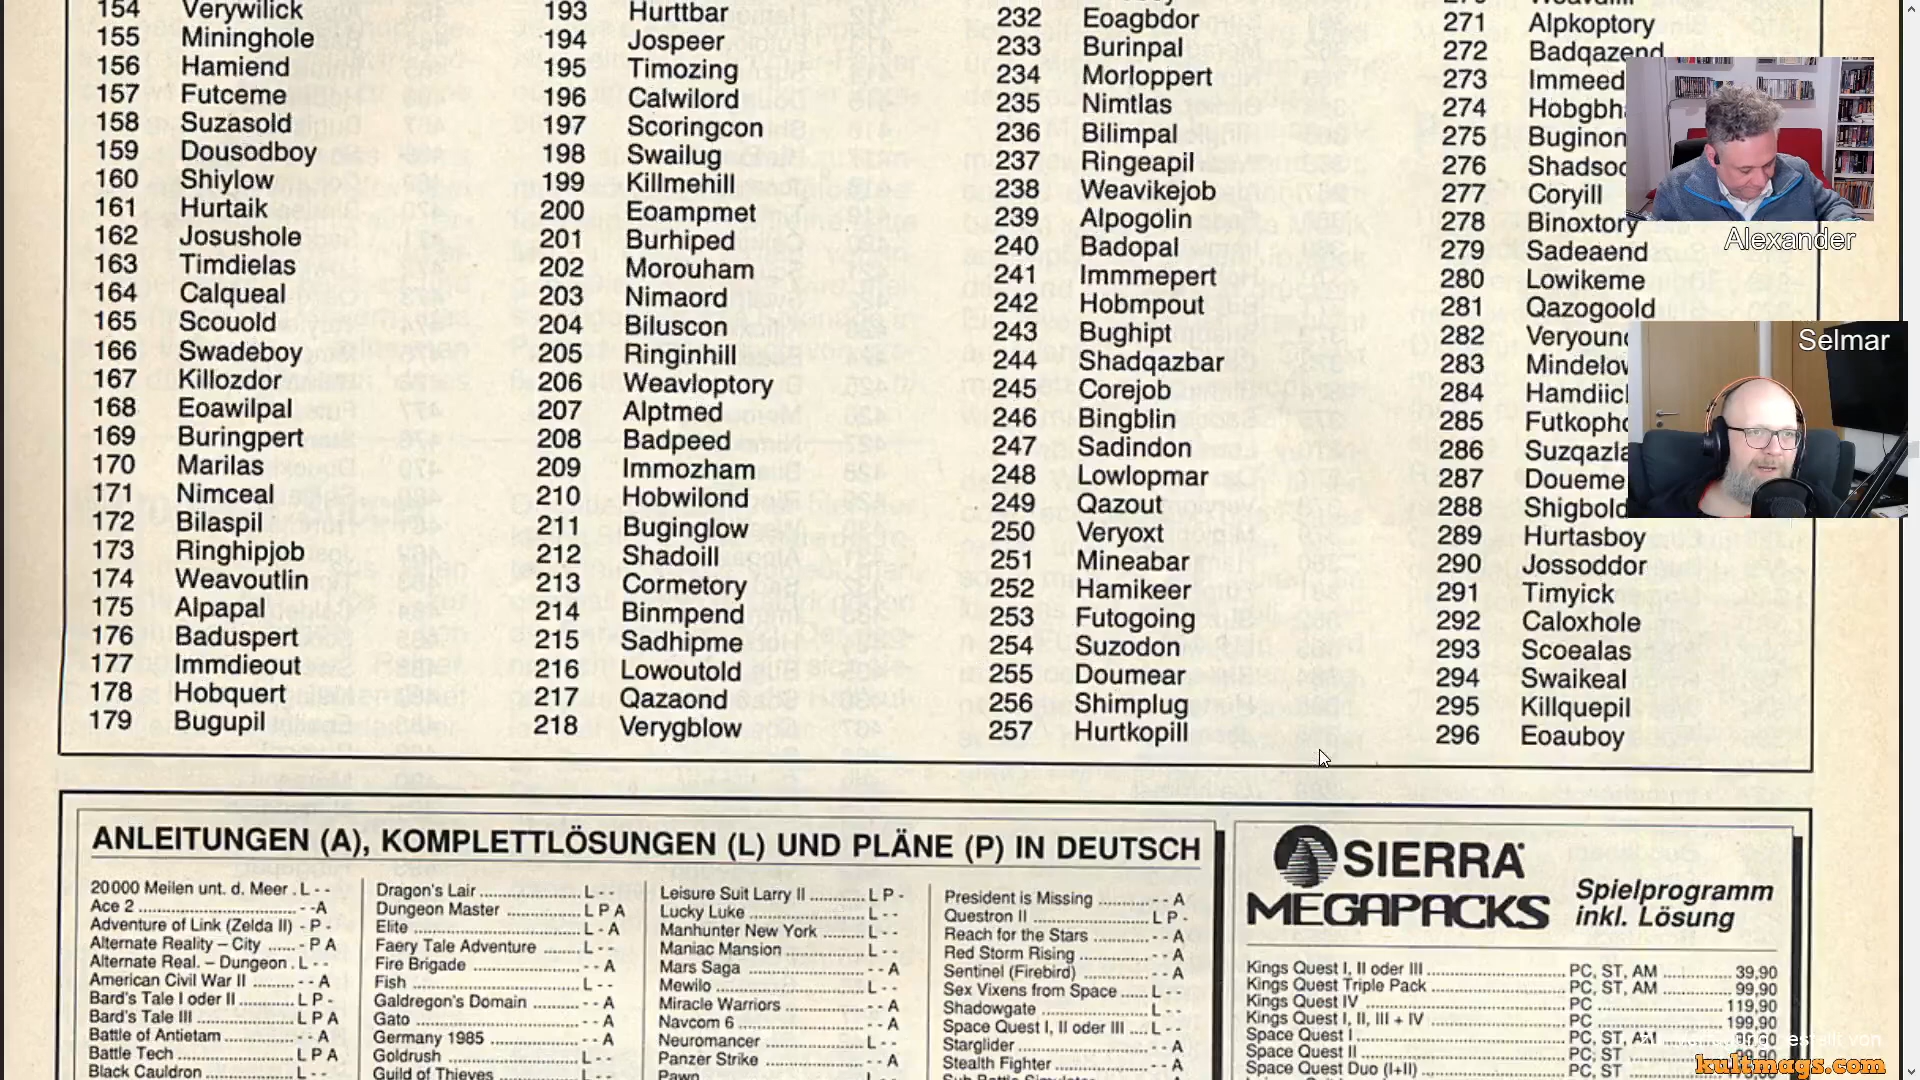 154 Verywilick
155 Mininghole
156 Hamiend
157 Futceme
158 Suzasold
159 Dousodboy
160 Shiylow
161 Hurtaik
162 Josushole
163 Timdielas
164 Calqueal
165 Scouold
166 Swadeboy
167 Killozdor
168 Eoawilpal
169 Buringpert
170 Marilas
171 Nimceal
172 Bilaspil
173 Ringhipjob
174 Weavoutlin
175 Alpapal
176 Baduspert
177 Immdieout
178 Hobquert
179 Bugupil
193 Hurttbar
194 Jospeer
195 Timozing
196 Calwilord
197 Scoringcon
198 Swailug
199 Killmehill
200 Eoampmet
201 Burhiped
202 Morouham
203 Nimaord
204 Biluscon
205 Ringinhill
206 Weavloptory
207 Alptmed
208 Badpeed
209 Immozham
210 Hobwilond
211 Buginglow
212 Shadoill
213 Cormetory
214 Binmpend
215 Sadhipme
216 Lowoutold
217 Qazaond
218 Verygblow
232 Eoagbdor
233 Burinpal
234 Morloppert
235 Nimtlas
236 Bilimpal
237 Ringeapil
238 Weavikejob
239 Alpogolin
240 Badopal
241 Immmepert
242 Hobmpout
243 Bughipt
244 Shadqazbar
245 Corejob
246 Bingblin
247 Sadindon
248 Lowlopmar
249 Qazout
250 Veryoxt
251 Mineabar
252 Hamikeer
253 Futogoing
254 Suzodon
255 Doumear
256 Shimplug
257 Hurtkopill
271 Alpkoptory
272 Badqazend
273 Immeed
274 Hobgbh
275 Buginon
276 Shadsoo
277 Coryill
278 Binoxtory
279 Sadeaend
280 Lowikeme
281 Qazogoold
282 Veryoun
283 Mindelow
284 Hamdiic
285 Futkopho
286 Suzqazla
287 Doueme
288 Shigbold
289 Hurtasboy
290 Jossoddor
291 Timyick
292 Caloxhole
293 Scoealas
294 Swaikeal
295 Killquepil
296 Eoauboy
Alexander
Selmar
ANLEITUNGEN (A), KOMPLETTLÖSUNGEN (L) UND PLÄNE (P) IN DEUTSCH
20000 Meilen unt. d. Meer . L - -
Ace 2 ............ - - A
Adventure of Link (Zelda II) - P -
Alternate Reality – City ...... - P A
Alternate Real. – Dungeon . L - -
American Civil War II ........ - - A
Bard's Tale I oder II ........ L P -
Bard's Tale III ........ L P A
Battle of Antietam ........ - - A
Battle Tech ........ L P A
Black Cauldron ........ L - -
Dragon's Lair ........ L - -
Dungeon Master ........ L P A
Elite ........ L - A
Faery Tale Adventure ........ L - -
Fire Brigade ........ - - A
Fish ........ L - -
Galdregon's Domain ........ - - A
Gato ........ - - A
Germany 1985 ........ - - A
Goldrush ........ L - -
Guild of Thieves ........ L - -
Leisure Suit Larry II ........ L P -
Lucky Luke ........ L - -
Manhunter New York ...... L - -
Maniac Mansion ........ L - -
Mars Saga ........ - - A
Mewilo ........ L - -
Miracle Warriors ........ - - A
Navcom 6 ........ - - A
Neuromancer ........ L - -
Panzer Strike ........ - - A
Pawn
President is Missing ........ - - A
Questron II ........ L P -
Reach for the Stars ........ - - A
Red Storm Rising ........ - - A
Sentinel (Firebird) ........ - - A
Sex Vixens from Space .... L - -
Shadowgate ........ L - -
Space Quest I, II oder III ... L - -
Starglider ........ - - A
Stealth Fighter ........ - - A
SIERRA
MEGAPACKS
Spielprogramm
inkl. Lösung
Kings Quest I, II oder III ........ PC, ST, AM ........ 39,90
Kings Quest Triple Pack ........ PC, ST, AM ........ 99,90
Kings Quest IV ........ PC ........ 119,90
Kings Quest I, II, III + IV ........ PC ........ 199,90
Space Quest I ........ PC, ST, AM
Space Quest II ........ PC, ST
Space Quest Duo (I+II) ........ PC, ST
kultmags.com